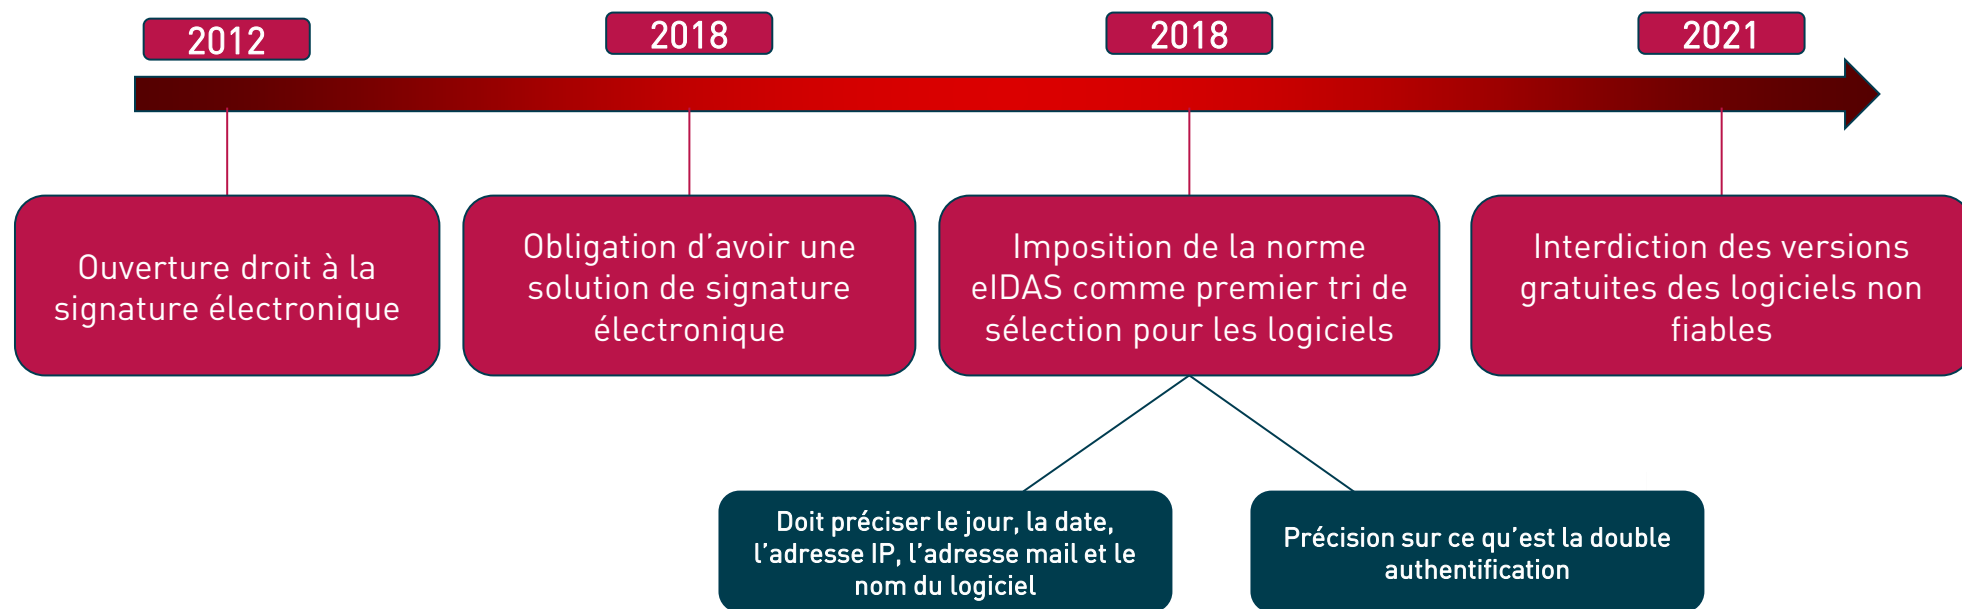 2012
2018
2018
2021
Ouverture droit à la
signature électronique
Obligation d’avoir une
solution de signature
électronique
Imposition de la norme
eIDAS comme premier tri de
sélection pour les logiciels
Interdiction des versions
gratuites des logiciels non
fiables
Doit préciser le jour, la date,
l’adresse IP, l’adresse mail et le
nom du logiciel
Précision sur ce qu’est la double
authentification